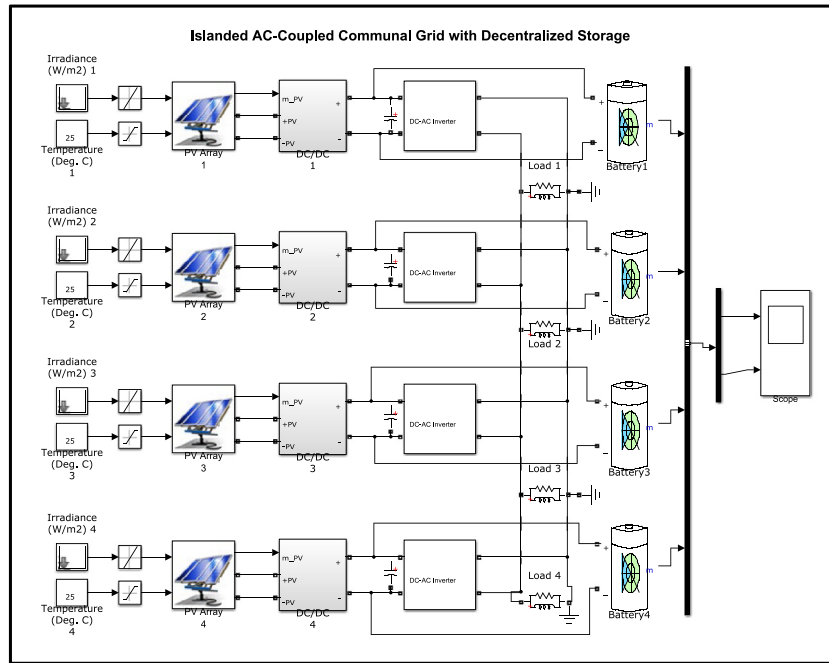 Islanded AC-Coupled Communal Grid with Decentralized Storage
Irradiance
(W/m2) 1
25
Temperature
(Deg. C)
1
PV Array
1
m_PV
+PV
-PV
+
-
DC/DC
1
+
DC-AC Inverter
Load 1
+
+
-
m
Battery1
Irradiance
(W/m2) 2
25
Temperature
(Deg. C)
2
PV Array
2
m_PV
+PV
-PV
+
-
DC/DC
2
+
DC-AC Inverter
+
Load 2
+
-
m
Battery2
Irradiance
(W/m2) 3
25
Temperature
(Deg. C)
3
PV Array
3
m_PV
+PV
-PV
+
-
DC/DC
3
+
DC-AC Inverter
Load 3
+
+
-
m
Battery3
Irradiance
(W/m2) 4
25
Temperature
(Deg. C)
4
PV Array
4
m_PV
+PV
-PV
+
-
DC/DC
4
+
DC-AC Inverter
Load 4
+
+
-
m
Battery4
Scope